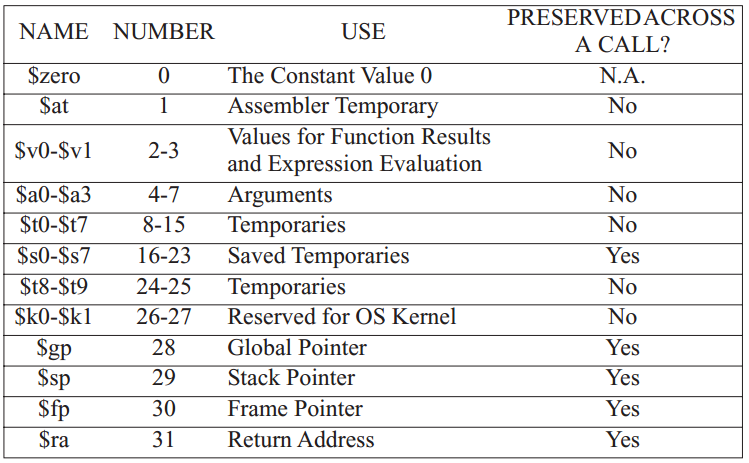 NAME NUMBER USE PRESERVED ACROSS A CALL?
$zero 0 The Constant Value 0 N.A.
$at 1 Assembler Temporary No
$v0-$v1 2-3 Values for Function Results and Expression Evaluation No
$a0-$a3 4-7 Arguments No
$t0-$t7 8-15 Temporaries No
$s0-$s7 16-23 Saved Temporaries Yes
$t8-$t9 24-25 Temporaries No
$k0-$k1 26-27 Reserved for OS Kernel No
$gp 28 Global Pointer Yes
$sp 29 Stack Pointer Yes
$fp 30 Frame Pointer Yes
$ra 31 Return Address Yes